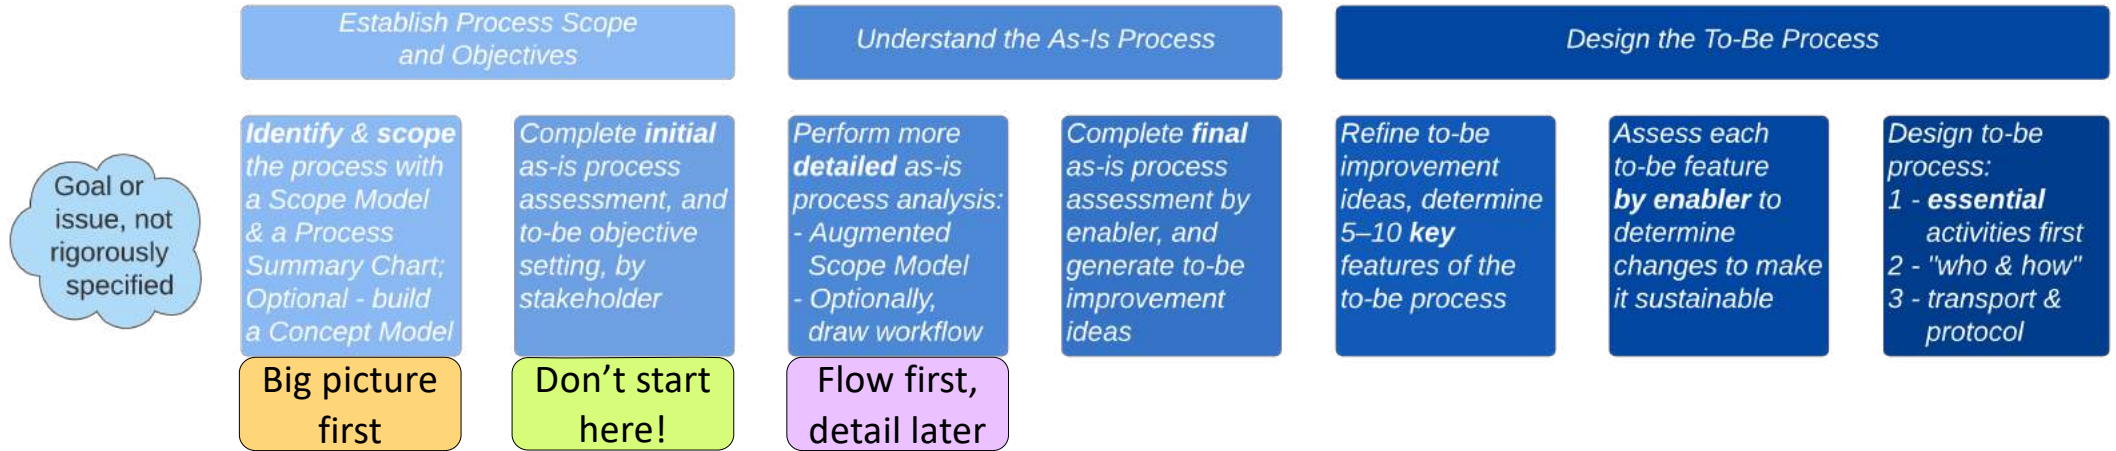 Establish Process Scope
and Objectives
Understand the As-Is Process
Design the To-Be Process
Goal or
issue, not
rigorously
specified
Identify & scope
the process with
a Scope Model
& a Process
Summary Chart;
Optional - build
a Concept Model
Complete initial
as-is process
assessment, and
to-be objective
setting, by
stakeholder
Perform more
detailed as-is
process analysis:
- Augmented
Scope Model
- Optionally,
draw workflow
Complete final
as-is process
assessment by
enabler, and
generate to-be
improvement
ideas
Refine to-be
improvement
ideas, determine
5–10 key
features of the
to-be process
Assess each
to-be feature
by enabler to
determine
changes to make
it sustainable
Design to-be
process:
1 - essential
activities first
2 - "who & how"
3 - transport &
protocol
Big picture
first
Don’t start
here!
Flow first,
detail later